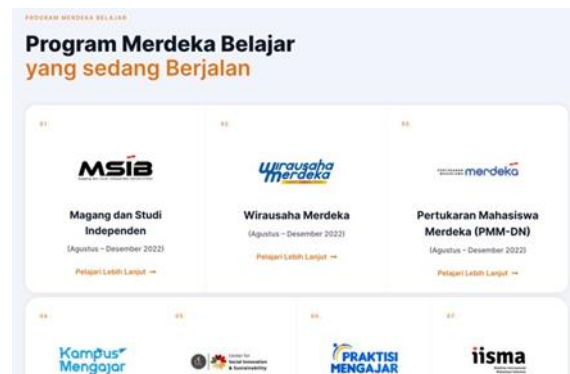 PROGRAM MERDEKA BELAJAR
Program Merdeka Belajar
yang sedang Berjalan
01.
02.
03.
MSIB
Wirausaha
merdeka
merdeka
Magang dan Studi
Independen
(Agustus – Desember 2022)
Pelajari Lebih Lanjut →
Wirausaha Merdeka
(Agustus – Desember 2022)
Pelajari Lebih Lanjut →
Pertukaran Mahasiswa
Merdeka (PMM-DN)
(Agustus – Desember 2022)
Pelajari Lebih Lanjut →
04.
05.
06.
07.
Kampus
Mengajar
Center for
Social Innovation
& Sustainability
PRAKTISI
MENGAJAR
iisma